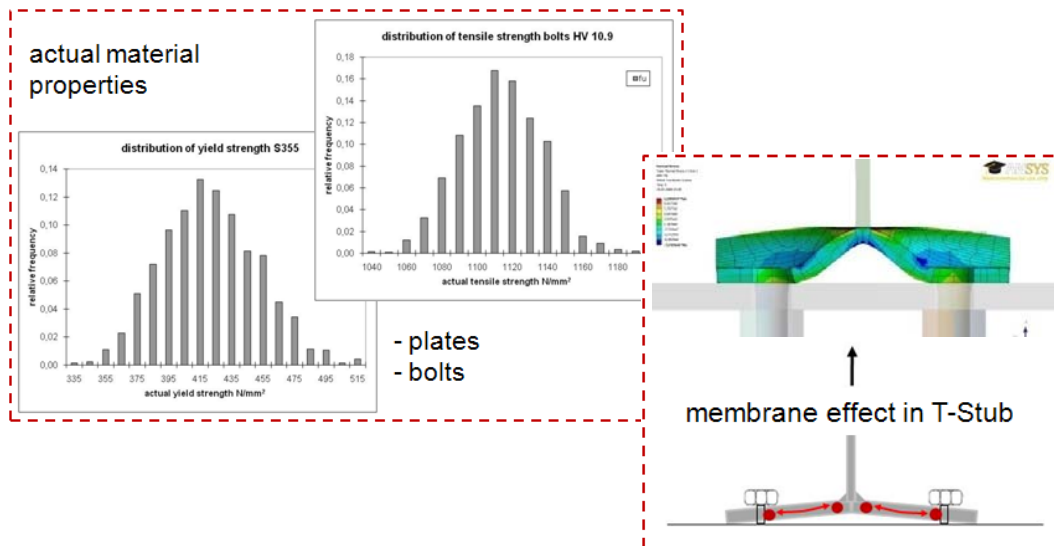 actual material
properties
distribution of tensile strength bolts HV 10.9
0,18
0,16
0,14
0,12
0,10
0,08
0,06
0,04
0,02
0,00
relative frequency
fu
1040 1060 1080 1100 1120 1140 1160 1180
actual tensile strength N/mm²
distribution of yield strength S355
0,14
0,12
0,10
0,08
0,06
0,04
0,02
0,00
relative frequency
335 355 375 395 415 435 455 475 495 515
actual yield strength N/mm²
- plates
- bolts
membrane effect in T-Stub